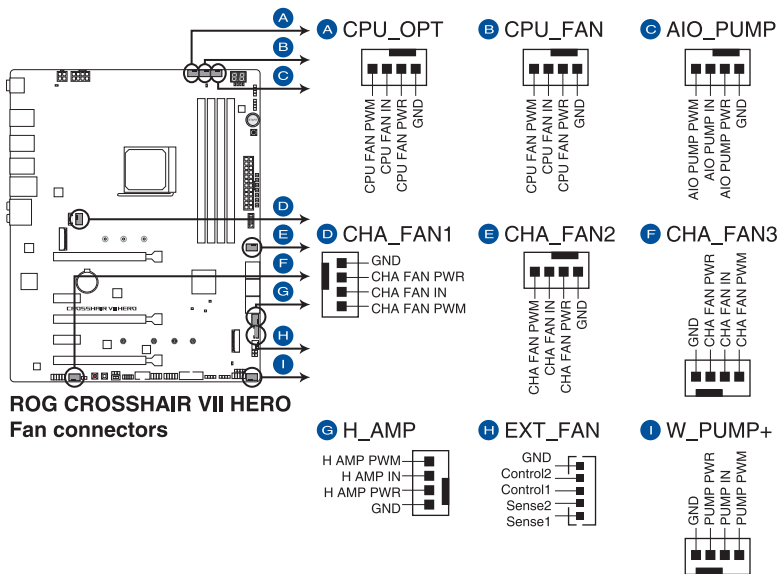 A
B
C
D
E
F
G
H
I
CROSSHAIR VII HERO
ROG CROSSHAIR VII HERO
Fan connectors
A CPU_OPT
CPU FAN PWM
CPU FAN IN
CPU FAN PWR
GND
B CPU_FAN
CPU FAN PWM
CPU FAN IN
CPU FAN PWR
GND
C AIO_PUMP
AIO PUMP PWM
AIO PUMP IN
AIO PUMP PWR
GND
D CHA_FAN1
GND
CHA FAN PWR
CHA FAN IN
CHA FAN PWM
E CHA_FAN2
CHA FAN PWM
CHA FAN IN
CHA FAN PWR
GND
F CHA_FAN3
GND
CHA FAN PWR
CHA FAN IN
CHA FAN PWM
G H_AMP
H AMP PWM
H AMP IN
H AMP PWR
GND
H EXT_FAN
GND
Control2
Control1
Sense2
Sense1
I W_PUMP+
GND
PUMP PWR
PUMP IN
PUMP PWM